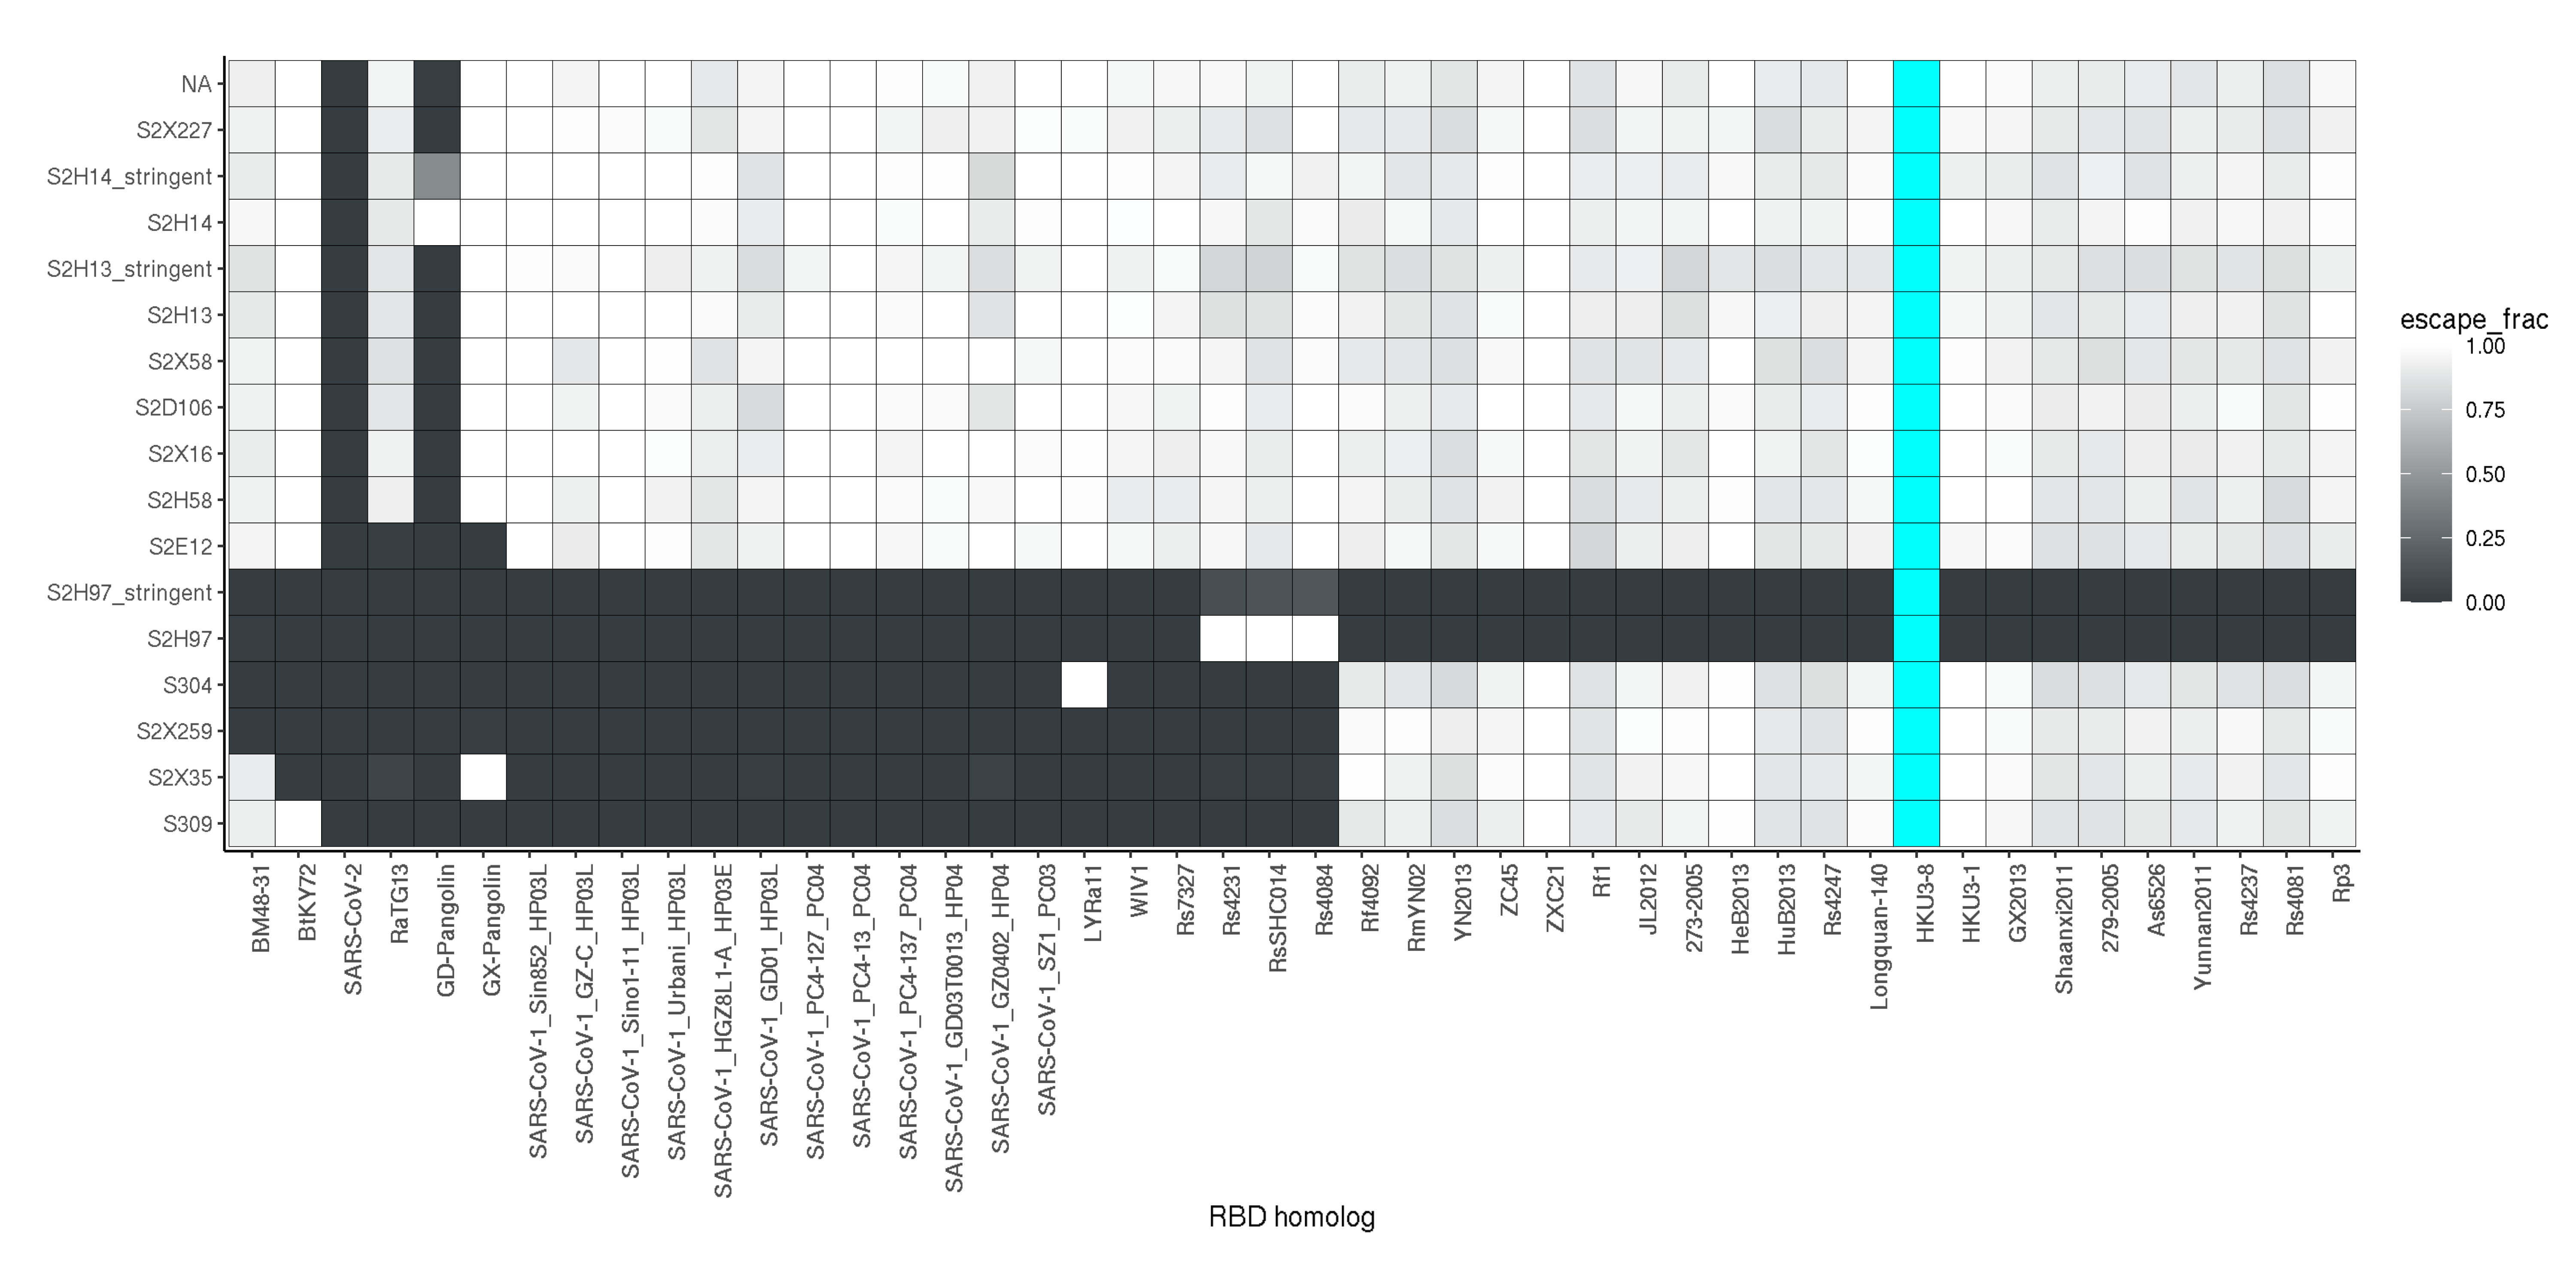 NA
S2X227
S2H14_stringent
S2H14
S2H13_stringent
S2H13
S2X58
S2D106
S2X16
S2H58
S2E12
S2H97_stringent
S2H97
S304
S2X259
S2X35
S309
escape_frac
1.00
0.75
0.50
0.25
0.00
BM48-31
BtKY72
SARS-CoV-2
RaTG13
GD-Pangolin
GX-Pangolin
SARS-CoV-1_Sin852_HP03L
SARS-CoV-1_GZ-C_HP03L
SARS-CoV-1_Sino1-11_HP03L
SARS-CoV-1_Urbani_HP03L
SARS-CoV-1_HGZ8L1-A_HP03E
SARS-CoV-1_GD01_HP03L
SARS-CoV-1_PC4-127_PC04
SARS-CoV-1_PC4-13_PC04
SARS-CoV-1_PC4-137_PC04
SARS-CoV-1_GD03T0013_HP04
SARS-CoV-1_GZ0402_HP04
SARS-CoV-1_SZ1_PC03
LYRa11
WIV1
Rs7327
Rs4231
RsSHC014
Rs4084
Rf4092
RmYN02
YN2013
ZC45
ZXC21
Rf1
JL2012
273-2005
HeB2013
HuB2013
Rs4247
Longquan-140
HKU3-8
HKU3-1
GX2013
Shaanxi2011
279-2005
As6526
Yunnan2011
Rs4237
Rs4081
Rp3
RBD homolog